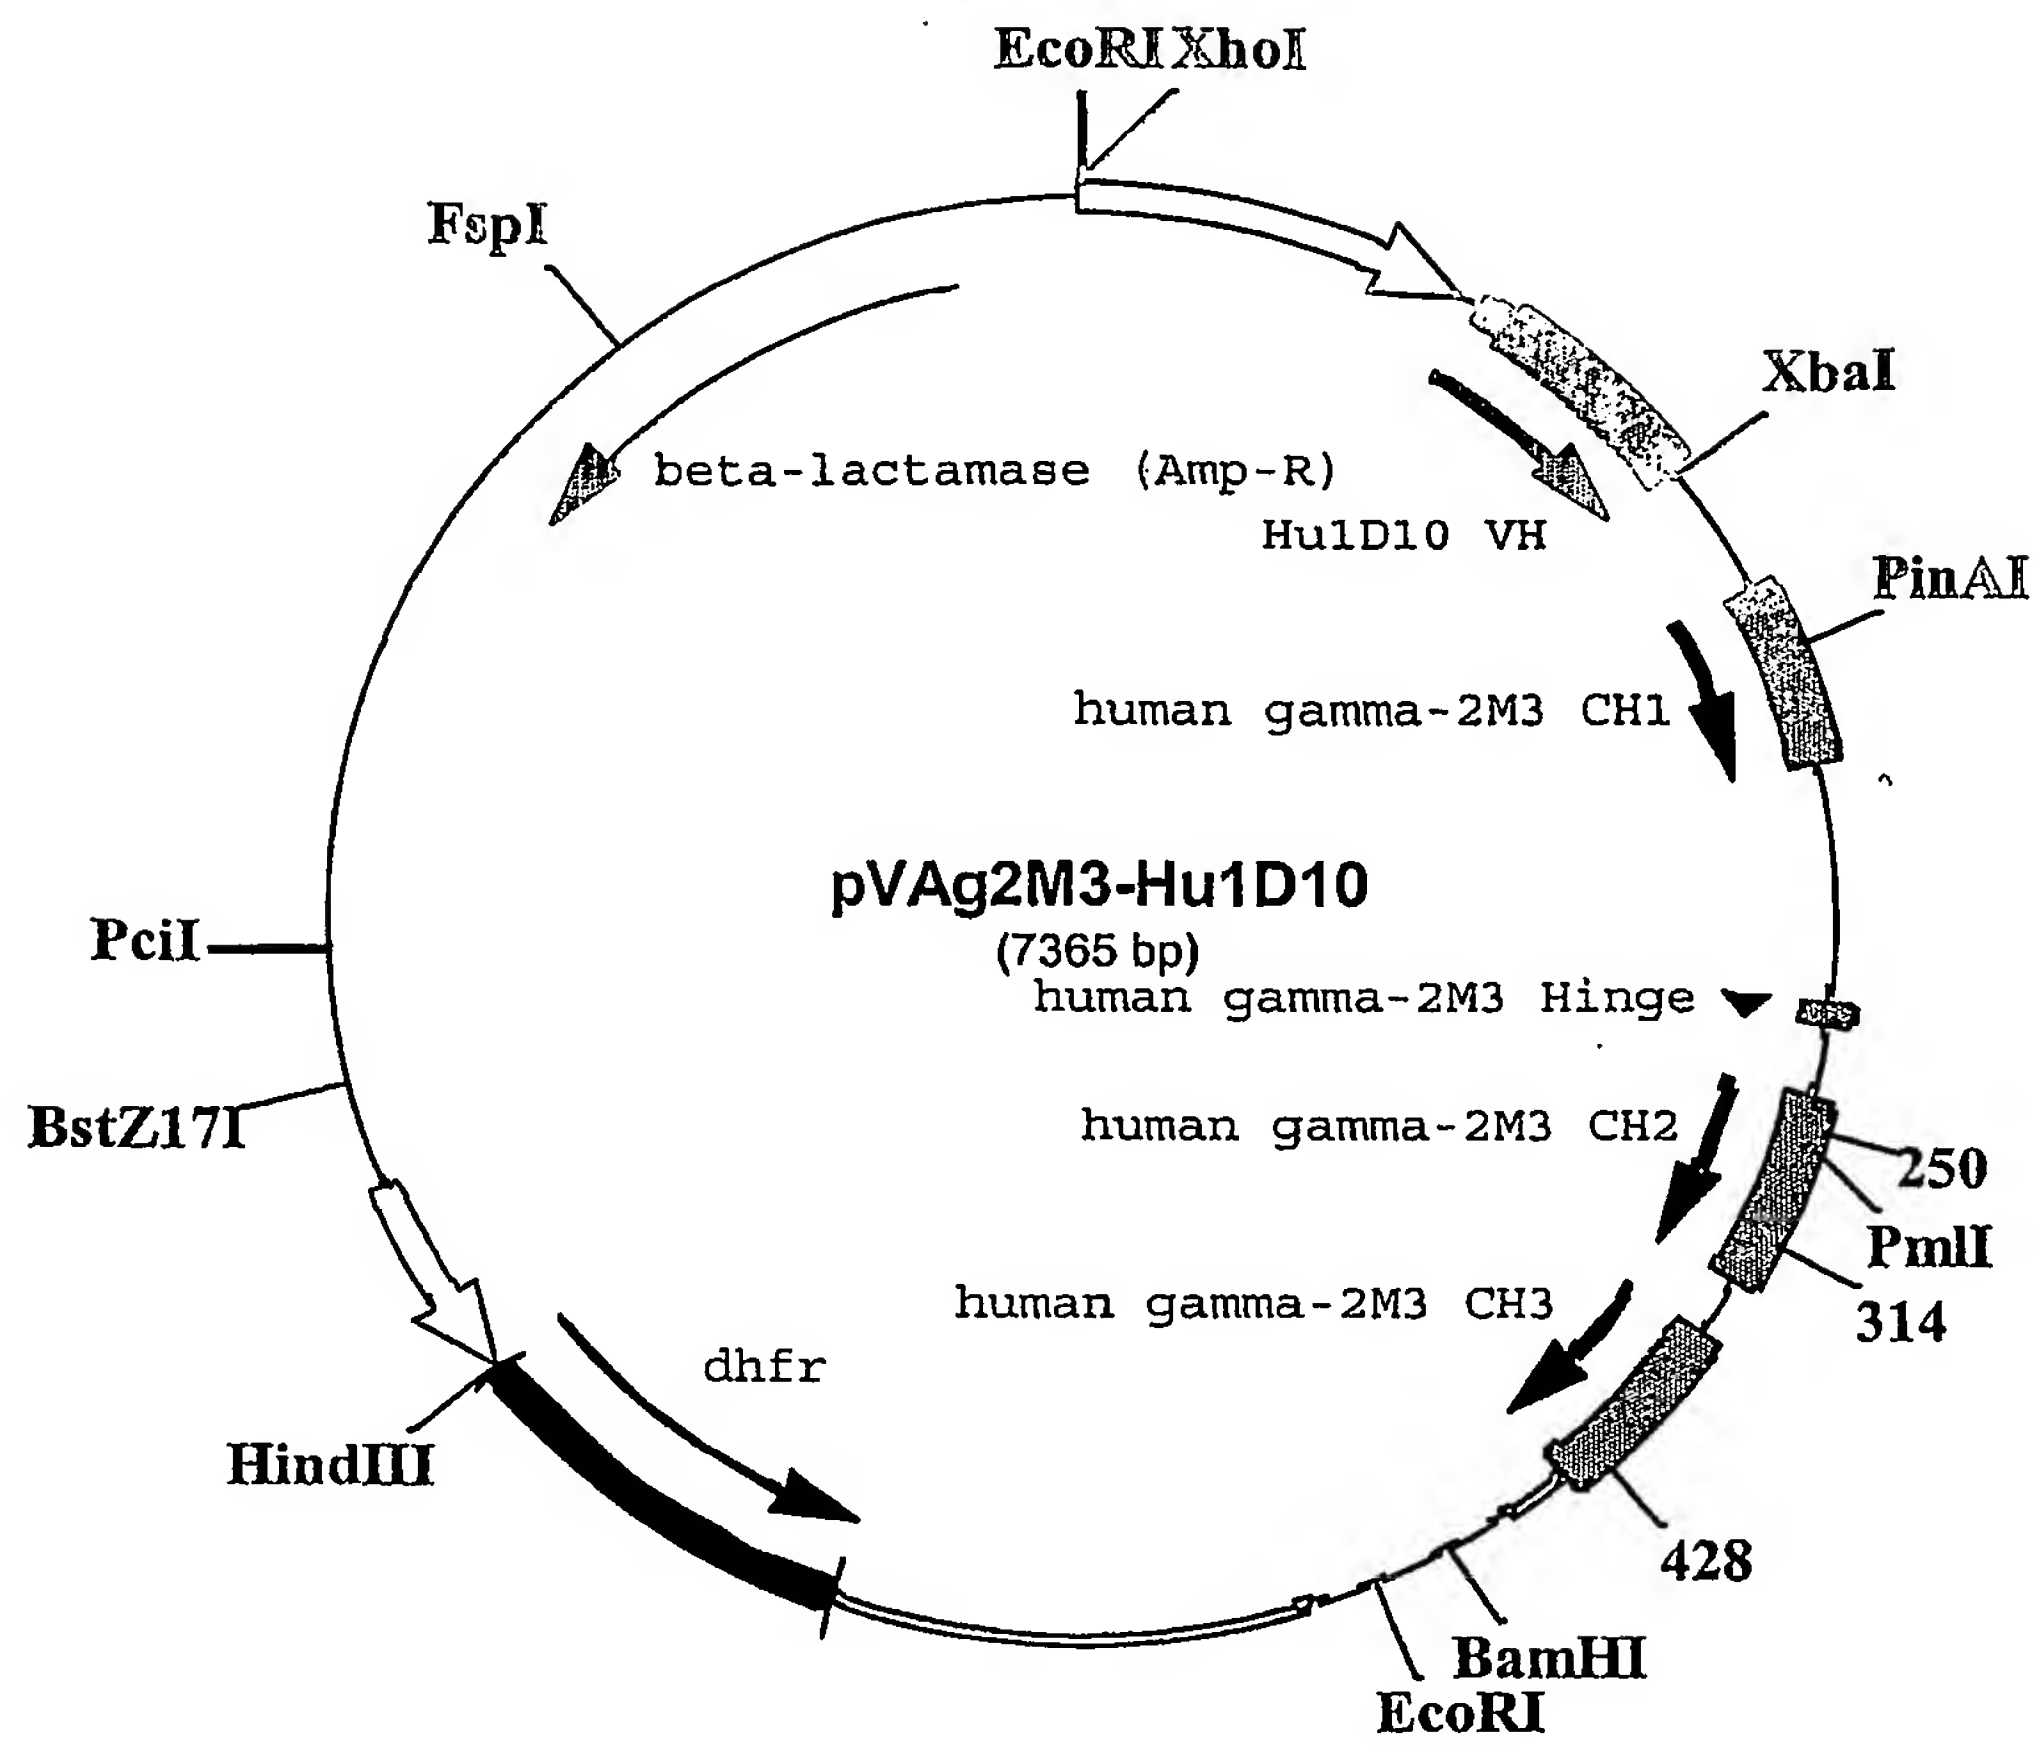 EcoRI XhoI
FspI
XbaI
beta-lactamase (Amp-R)
Hu1D10 VH
PinAI
human gamma-2M3 CH1
pVAg2M3-Hu1D10
(7365 bp)
PciI
human gamma-2M3 Hinge
BstZ17I
human gamma-2M3 CH2
250
PmlI
human gamma-2M3 CH3
314
dhfr
HindIII
428
BamHI
EcoRI